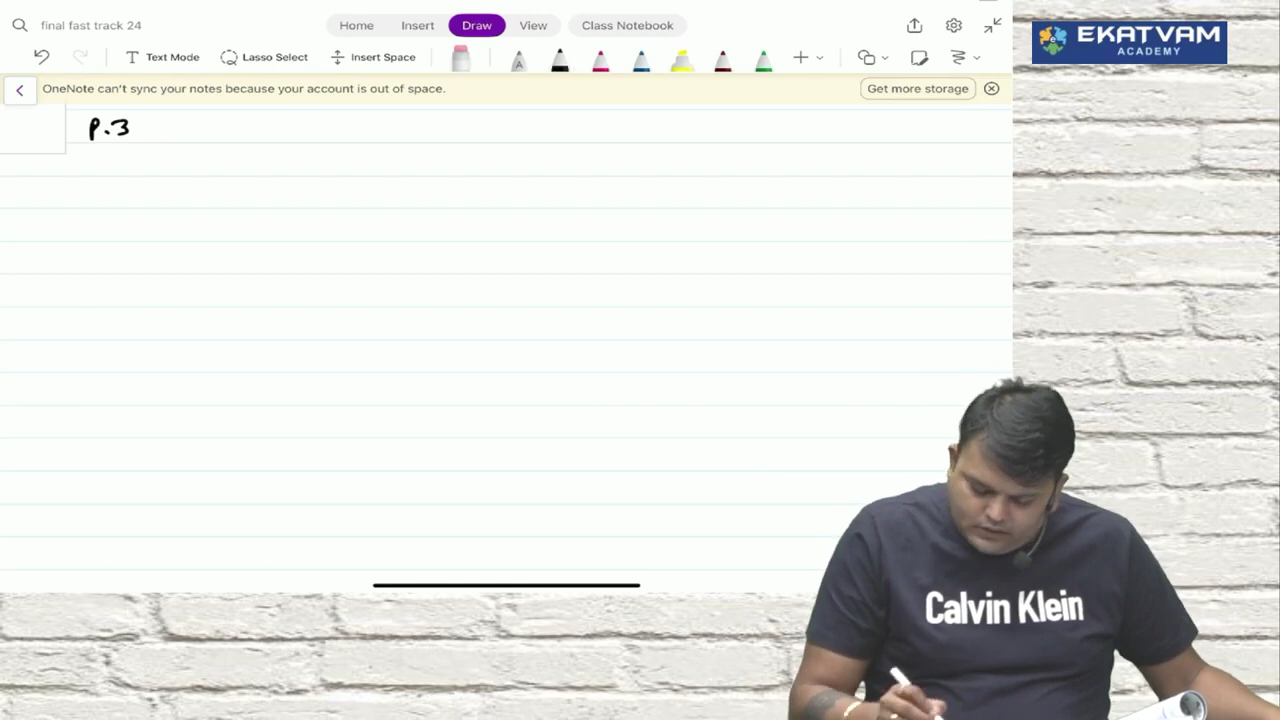 final fast track 24
Home Insert Draw View Class Notebook
Text Mode Lasso Select Insert Space
A
OneNote can't sync your notes because your account is out of space.
Get more storage
P.3
EKATVAM
ACADEMY
Calvin Klein